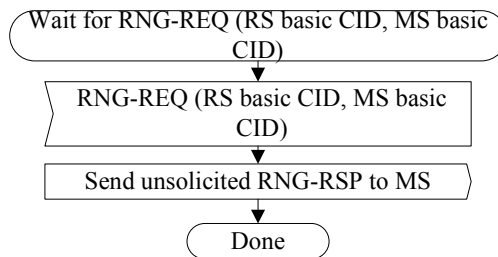 Wait for RNG-REQ (RS basic CID, MS basic
CID)
RNG-REQ (RS basic CID, MS basic
CID)
Send unsolicited RNG-RSP to MS
Done